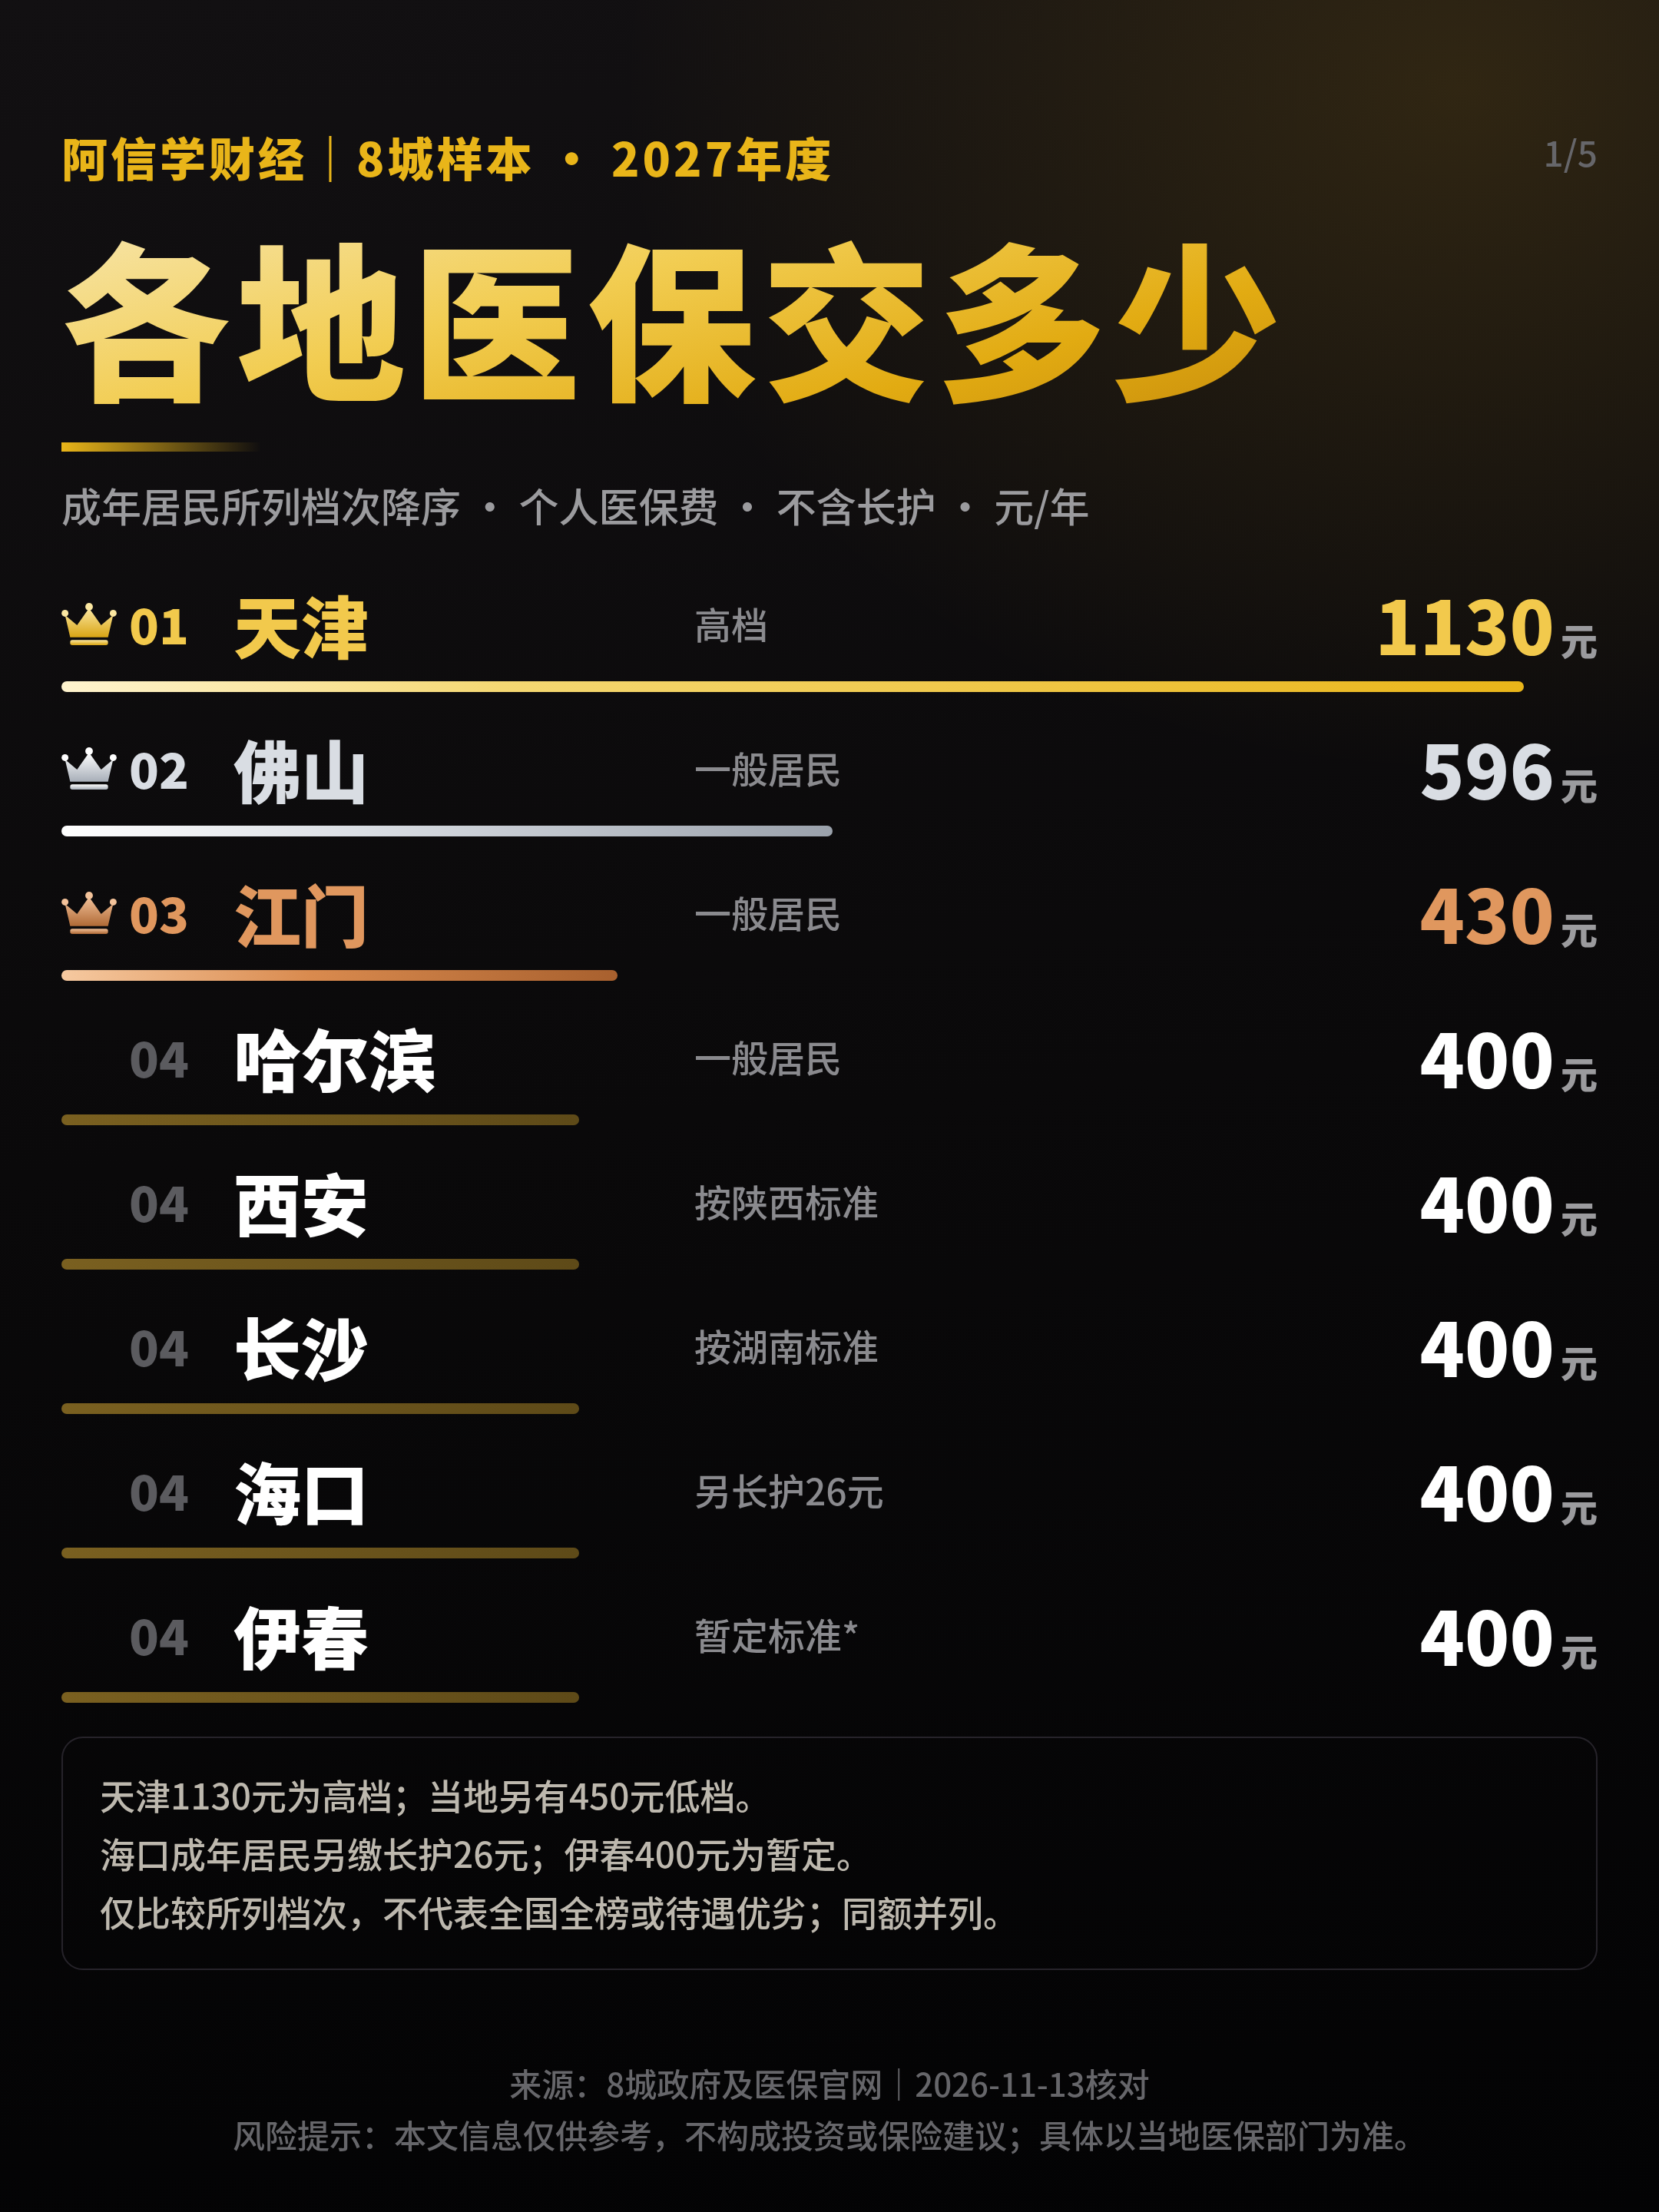 阿信学财经｜8城样本 · 2027年度
1/5
各地医保交多少
成年居民所列档次降序 · 个人医保费 · 不含长护 · 元/年
01 天津 高档 1130元
02 佛山 一般居民 596元
03 江门 一般居民 430元
04 哈尔滨 一般居民 400元
04 西安 按陕西标准 400元
04 长沙 按湖南标准 400元
04 海口 另长护26元 400元
04 伊春 暂定标准* 400元
天津1130元为高档；当地另有450元低档。
海口成年居民另缴长护26元；伊春400元为暂定。
仅比较所列档次，不代表全国全榜或待遇优劣；同额并列。
来源：8城政府及医保官网｜2026-11-13核对
风险提示：本文信息仅供参考，不构成投资或保险建议；具体以当地医保部门为准。